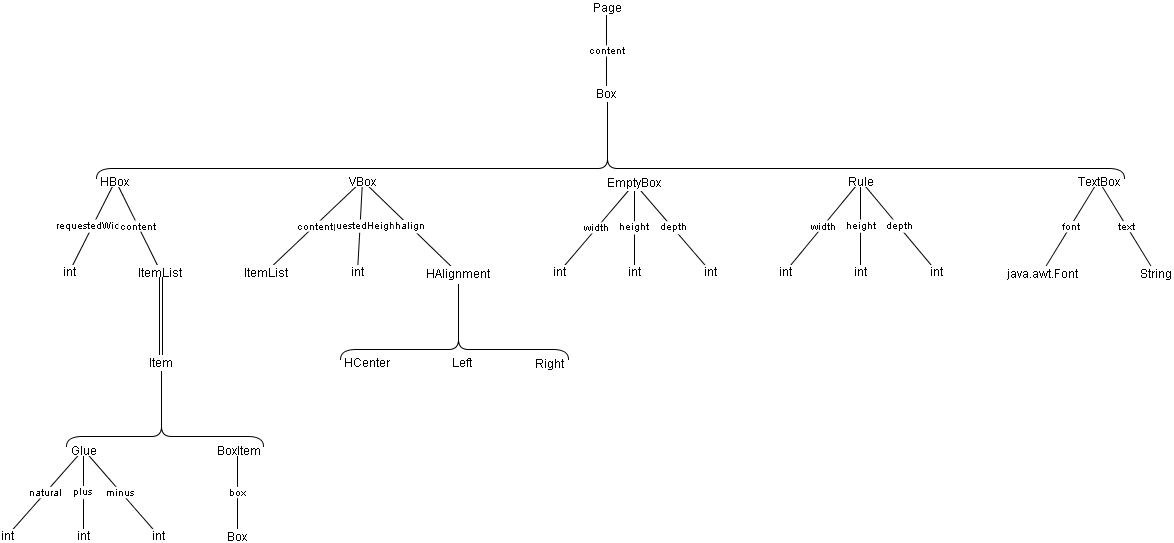 Page
content
Box
HBox VBox EmptyBox Rule TextBox
requestedWid content content questedHeigh halign width height depth width height depth font text
int ItemList ItemList int HAlignment int int int int int int java.awt.Font String
Item HCenter Left Right
Glue BoxItem
natural plus minus box
int int int Box